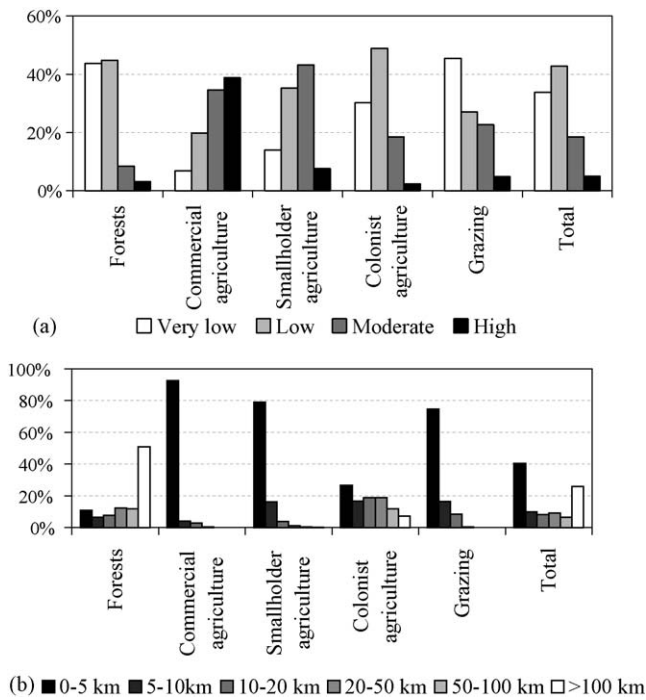 60%
40%
20%
0%
Forests
Commercial
agriculture
Smallholder
agriculture
Colonist
agriculture
Grazing
Total
(a)
Very low Low Moderate High
100%
80%
60%
40%
20%
0%
Forests
Commercial
agriculture
Smallholder
agriculture
Colonist
agriculture
Grazing
Total
(b) 0-5 km 5-10km 10-20 km 20-50 km 50-100 km >100 km